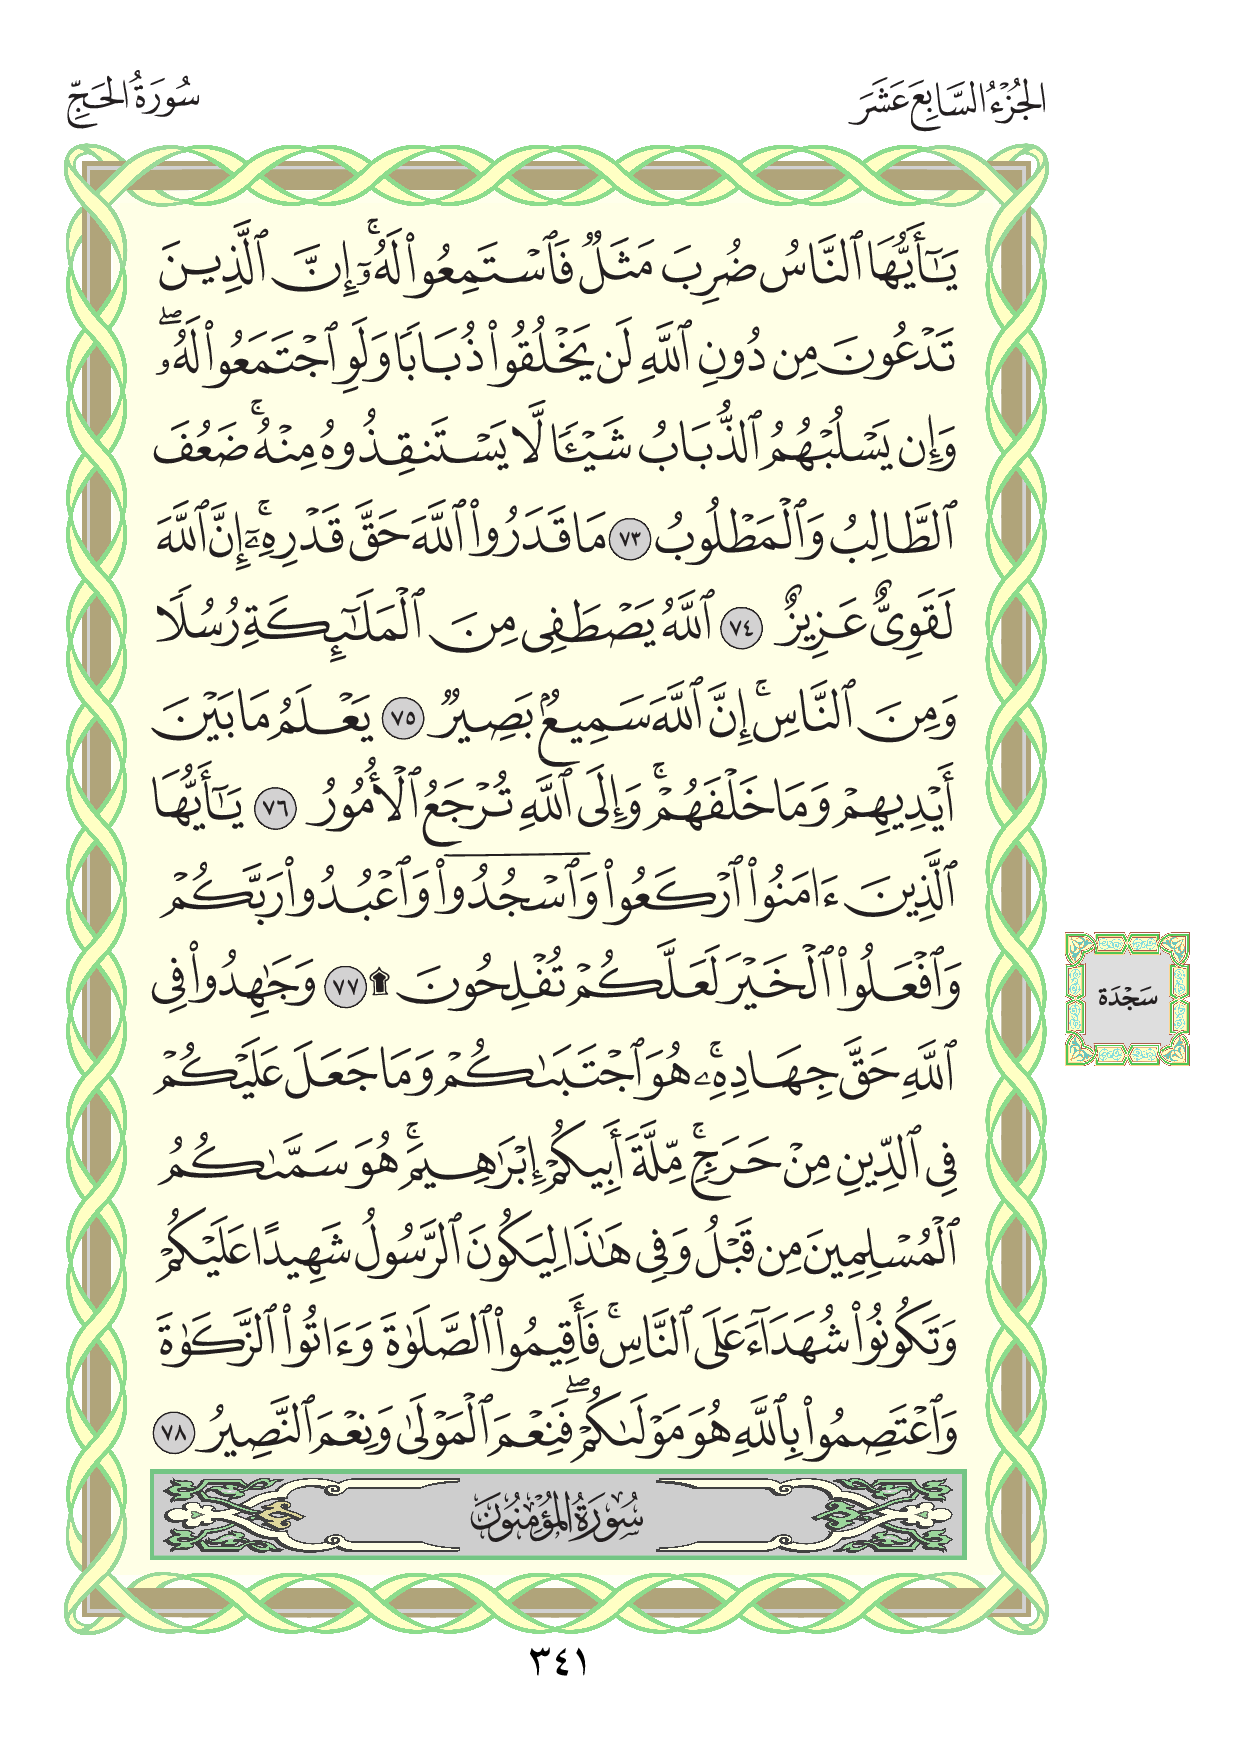 الجُزْءُ السَّابِعَ عَشَرَ
سُورَةُ الحَجِّ
يَـٰٓأَيُّهَا ٱلنَّاسُ ضُرِبَ مَثَلٌ فَٱسْتَمِعُوا۟ لَهُۥٓ ۚ إِنَّ ٱلَّذِينَ
تَدْعُونَ مِن دُونِ ٱللَّهِ لَن يَخْلُقُوا۟ ذُبَابًا وَلَوِ ٱجْتَمَعُوا۟ لَهُۥ ۖ
وَإِن يَسْلُبْهُمُ ٱلذُّبَابُ شَيْـًٔا لَّا يَسْتَنقِذُوهُ مِنْهُ ۚ ضَعُفَ
ٱلطَّالِبُ وَٱلْمَطْلُوبُ ٧٣ مَا قَدَرُوا۟ ٱللَّهَ حَقَّ قَدْرِهِۦٓ ۚ إِنَّ ٱللَّهَ
لَقَوِىٌّ عَزِيزٌ ٧٤ ٱللَّهُ يَصْطَفِى مِنَ ٱلْمَلَـٰٓئِكَةِ رُسُلًا
وَمِنَ ٱلنَّاسِ ۚ إِنَّ ٱللَّهَ سَمِيعٌۢ بَصِيرٌ ٧٥ يَعْلَمُ مَا بَيْنَ
أَيْدِيهِمْ وَمَا خَلْفَهُمْ ۗ وَإِلَى ٱللَّهِ تُرْجَعُ ٱلْأُمُورُ ٧٦ يَـٰٓأَيُّهَا
ٱلَّذِينَ ءَامَنُوا۟ ٱرْكَعُوا۟ وَٱسْجُدُوا۟ وَٱعْبُدُوا۟ رَبَّكُمْ
وَٱفْعَلُوا۟ ٱلْخَيْرَ لَعَلَّكُمْ تُفْلِحُونَ ۩ ٧٧ وَجَـٰهِدُوا۟ فِى
سَجْدَة
ٱللَّهِ حَقَّ جِهَادِهِۦ ۚ هُوَ ٱجْتَبَىٰكُمْ وَمَا جَعَلَ عَلَيْكُمْ
فِى ٱلدِّينِ مِنْ حَرَجٍ ۚ مِّلَّةَ أَبِيكُمْ إِبْرَٰهِيمَ ۚ هُوَ سَمَّىٰكُمُ
ٱلْمُسْلِمِينَ مِن قَبْلُ وَفِى هَـٰذَا لِيَكُونَ ٱلرَّسُولُ شَهِيدًا عَلَيْكُمْ
وَتَكُونُوا۟ شُهَدَآءَ عَلَى ٱلنَّاسِ ۚ فَأَقِيمُوا۟ ٱلصَّلَوٰةَ وَءَاتُوا۟ ٱلزَّكَوٰةَ
وَٱعْتَصِمُوا۟ بِٱللَّهِ هُوَ مَوْلَىٰكُمْ ۖ فَنِعْمَ ٱلْمَوْلَىٰ وَنِعْمَ ٱلنَّصِيرُ ٧٨
سُورَةُ المُؤْمِنُونَ
٣٤١